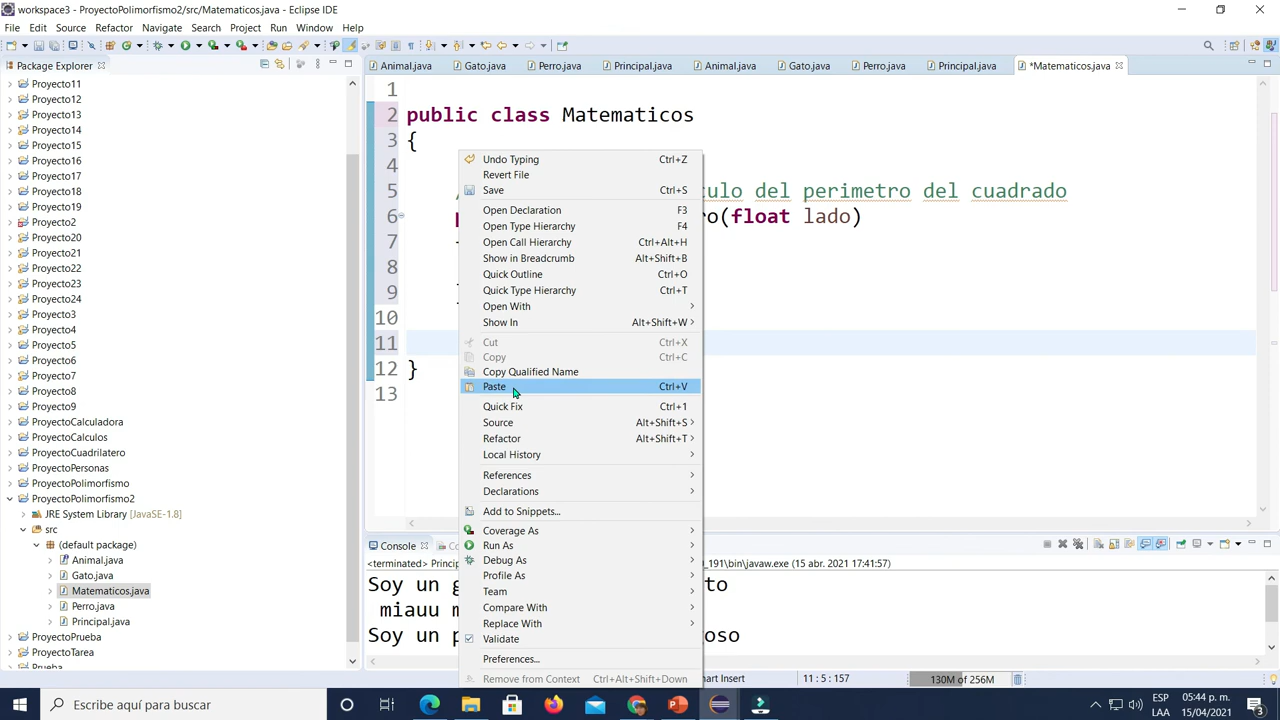 workspace3 - ProyectoPolimorfismo2/src/Matematicos.java - Eclipse IDE
File Edit Source Refactor Navigate Search Project Run Window Help
Package Explorer
Animal.java Gato.java Perro.java Principal.java Animal.java Gato.java Perro.java Principal.java *Matematicos.java
Proyecto11
Proyecto12
Proyecto13
Proyecto14
Proyecto15
Proyecto16
Proyecto17
Proyecto18
Proyecto19
Proyecto2
Proyecto20
Proyecto21
Proyecto22
Proyecto23
Proyecto24
Proyecto3
Proyecto4
Proyecto5
Proyecto6
Proyecto7
Proyecto8
Proyecto9
ProyectoCalculadora
ProyectoCalculos
ProyectoCuadrilatero
ProyectoPersonas
ProyectoPolimorfismo
ProyectoPolimorfismo2
JRE System Library [JavaSE-1.8]
src
(default package)
Animal.java
Gato.java
Matematicos.java
Perro.java
Principal.java
ProyectoPrueba
ProyectoTarea
Prueba
1
2 public class Matematicos
3 {
4
5 culo del perimetro del cuadrado
6 ro(float lado)
7
8
9
10
11
12 }
13
Undo Typing Ctrl+Z
Revert File
Save Ctrl+S
Open Declaration F3
Open Type Hierarchy F4
Open Call Hierarchy Ctrl+Alt+H
Show in Breadcrumb Alt+Shift+B
Quick Outline Ctrl+O
Quick Type Hierarchy Ctrl+T
Open With
Show In Alt+Shift+W
Cut Ctrl+X
Copy Ctrl+C
Copy Qualified Name
Paste Ctrl+V
Quick Fix Ctrl+1
Source Alt+Shift+S
Refactor Alt+Shift+T
Local History
References
Declarations
Add to Snippets...
Coverage As
Run As
Debug As
Profile As
Team
Compare With
Replace With
Validate
Preferences...
Remove from Context Ctrl+Alt+Shift+Down
Console Co
<terminated> Princip 0_191\bin\javaw.exe (15 abr. 2021 17:41:57)
Soy un g to
miauu m
Soy un p oso
mart Insert 11 : 5 : 157 130M of 256M
Escribe aquí para buscar
ESP
LAA
05:44 p. m.
15/04/2021
3